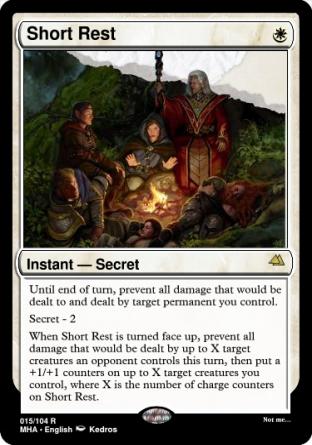 Short Rest
Instant — Secret
Until end of turn, prevent all damage that would be
dealt to and dealt by target permanent you control.
Secret - 2
When Short Rest is turned face up, prevent all
damage that would be dealt by up to X target
creatures an opponent controls this turn, then put a
+1/+1 counters on up to X target creatures you
control, where X is the number of charge counters
on Short Rest.
015/104 R
Not me...
MHA • English Kedros